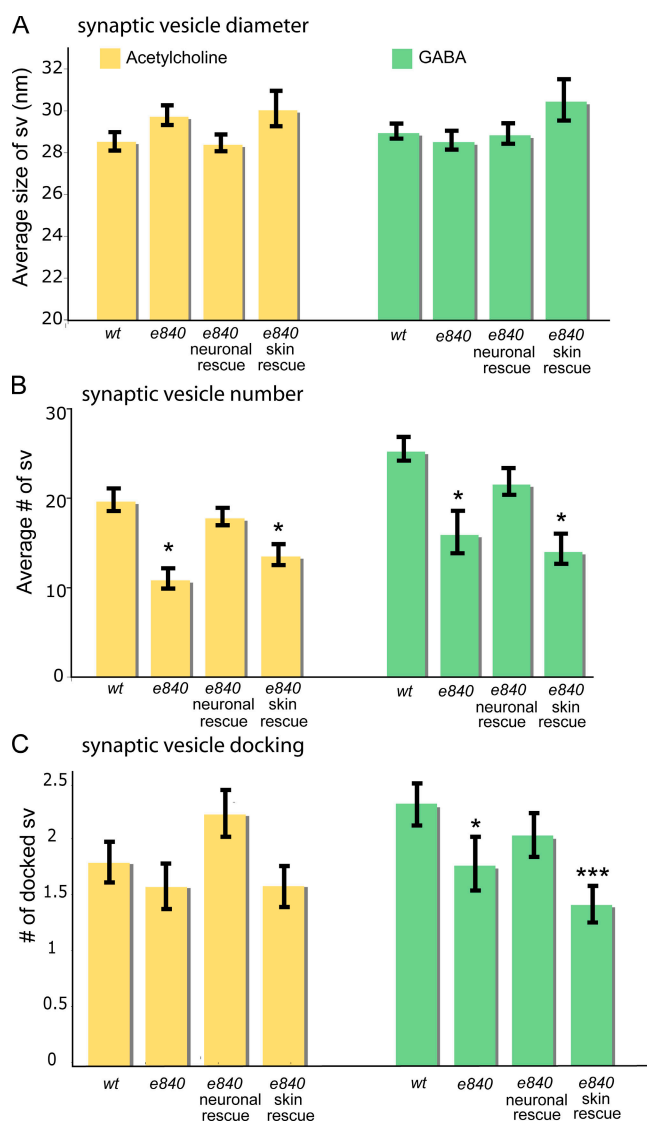 A synaptic vesicle diameter
Acetylcholine GABA
Average size of sv (nm)
32
30
28
26
24
22
20
wt e840 e840 neuronal rescue e840 skin rescue
wt e840 e840 neuronal rescue e840 skin rescue
B synaptic vesicle number
Average # of sv
30
20
10
0
* * * *
wt e840 e840 neuronal rescue e840 skin rescue
wt e840 e840 neuronal rescue e840 skin rescue
C synaptic vesicle docking
# of docked sv
2.5
2
1.5
1
0.5
0
* ***
wt e840 e840 neuronal rescue e840 skin rescue
wt e840 e840 neuronal rescue e840 skin rescue